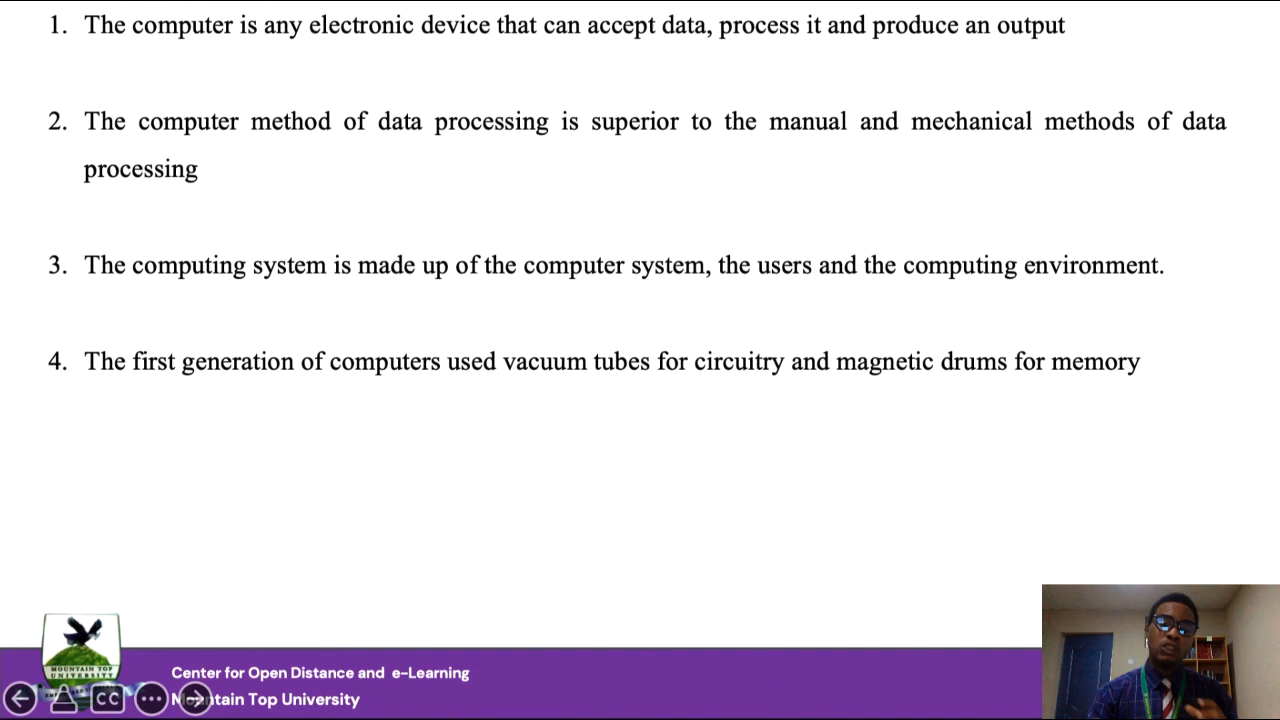 1. The computer is any electronic device that can accept data, process it and produce an output
2. The computer method of data processing is superior to the manual and mechanical methods of data
processing
3. The computing system is made up of the computer system, the users and the computing environment.
4. The first generation of computers used vacuum tubes for circuitry and magnetic drums for memory
MOUNTAIN TOP
UNIVERSITY
Center for Open Distance and e-Learning
Mountain Top University
CC